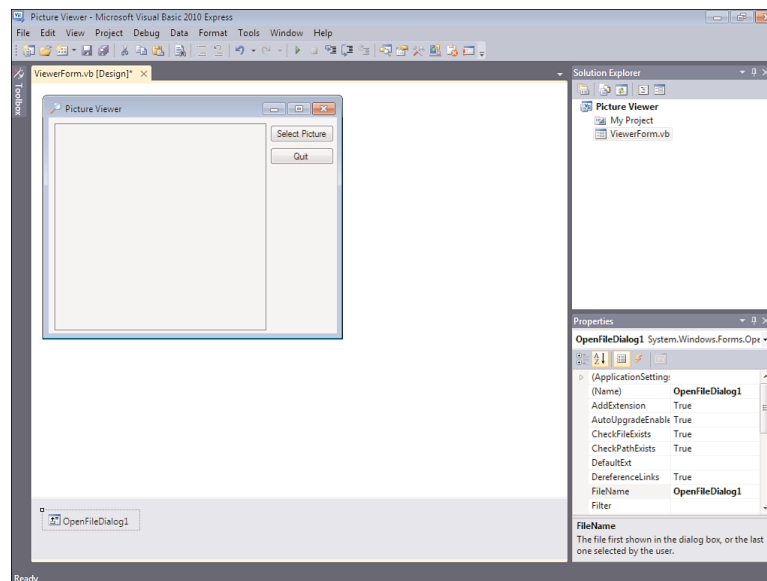 Picture Viewer - Microsoft Visual Basic 2010 Express
File Edit View Project Debug Data Format Tools Window Help
ViewerForm.vb [Design]*
Toolbox
Picture Viewer
Select Picture
Quit
OpenFileDialog1
Solution Explorer
Picture Viewer
My Project
ViewerForm.vb
Properties
OpenFileDialog1 System.Windows.Forms.Ope
(ApplicationSetting:
(Name) OpenFileDialog1
AddExtension True
AutoUpgradeEnable True
CheckFileExists True
CheckPathExists True
DefaultExt
DereferenceLinks True
FileName OpenFileDialog1
Filter
FileName
The file first shown in the dialog box, or the last
one selected by the user.
Ready